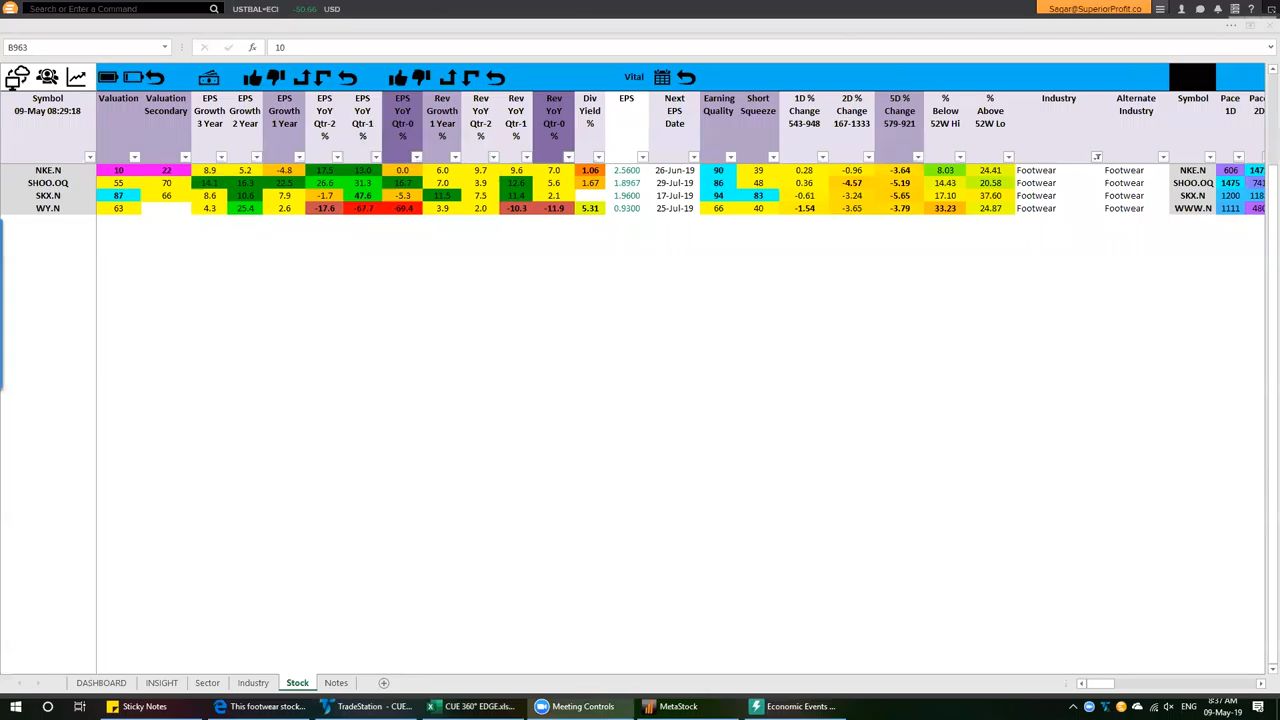 Search or Enter a Command USTBAL=ECI -50.66 USD Sagar@SuperiorProfit.co
B963 fx 10
Vital
Symbol 09-May 08:29:18 Valuation Valuation Secondary EPS Growth 3 Year EPS Growth 2 Year EPS Growth 1 Year EPS YoY Qtr-2 % EPS YoY Qtr-1 % EPS YoY Qtr-0 % Rev Growth 1 Year Rev YoY Qtr-2 % Rev YoY Qtr-1 % Rev YoY Qtr-0 % Div Yield % EPS Next EPS Date Earning Quality Short Squeeze 1D % Change 543-948 2D % Change 167-1333 5D % Change 579-921 % Below 52W Hi % Above 52W Lo Industry Alternate Industry Symbol Pace 1D Pace 2D
NKE.N 10 22 8.9 5.2 -4.8 17.5 13.0 0.0 6.0 9.7 9.6 7.0 1.06 2.5600 26-Jun-19 90 39 0.28 -0.96 -3.64 8.03 24.41 Footwear Footwear NKE.N 606 147
SHOO.OQ 55 70 14.1 16.3 22.5 26.6 31.3 16.7 7.0 3.9 12.6 5.6 1.67 1.8967 29-Jul-19 86 48 0.36 -4.57 -5.19 14.43 20.58 Footwear Footwear SHOO.OQ 1475 741
SKX.N 87 66 8.6 10.6 7.9 -1.7 47.6 -5.3 11.5 7.5 11.4 2.1 1.9600 17-Jul-19 94 83 -0.61 -3.24 -5.65 17.10 37.60 Footwear Footwear SKX.N 1200 118
WY.N 63 4.3 25.4 2.6 -17.6 -67.7 -69.4 3.9 2.0 -10.3 -11.9 5.31 0.9300 25-Jul-19 66 40 -1.54 -3.65 -3.79 33.23 24.87 Footwear Footwear WWW.N 1111 480
DASHBOARD INSIGHT Sector Industry Stock Notes
Sticky Notes This footwear stock... TradeStation - CUE... CUE 360° EDGE.xls... Meeting Controls MetaStock Economic Events ... 8:37 AM
09-May-19